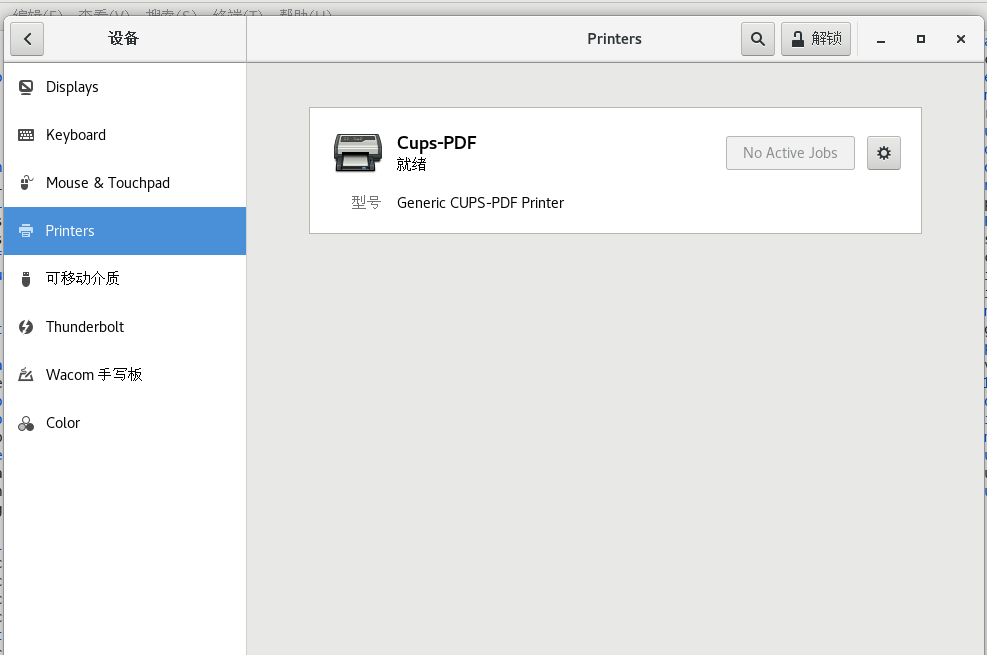 编辑(E) 查看(V) 搜索(S) 终端(T) 帮助(H)
设备
Printers
解锁
Displays
Keyboard
Mouse & Touchpad
Printers
可移动介质
Thunderbolt
Wacom 手写板
Color
Cups-PDF
就绪
No Active Jobs
型号 Generic CUPS-PDF Printer